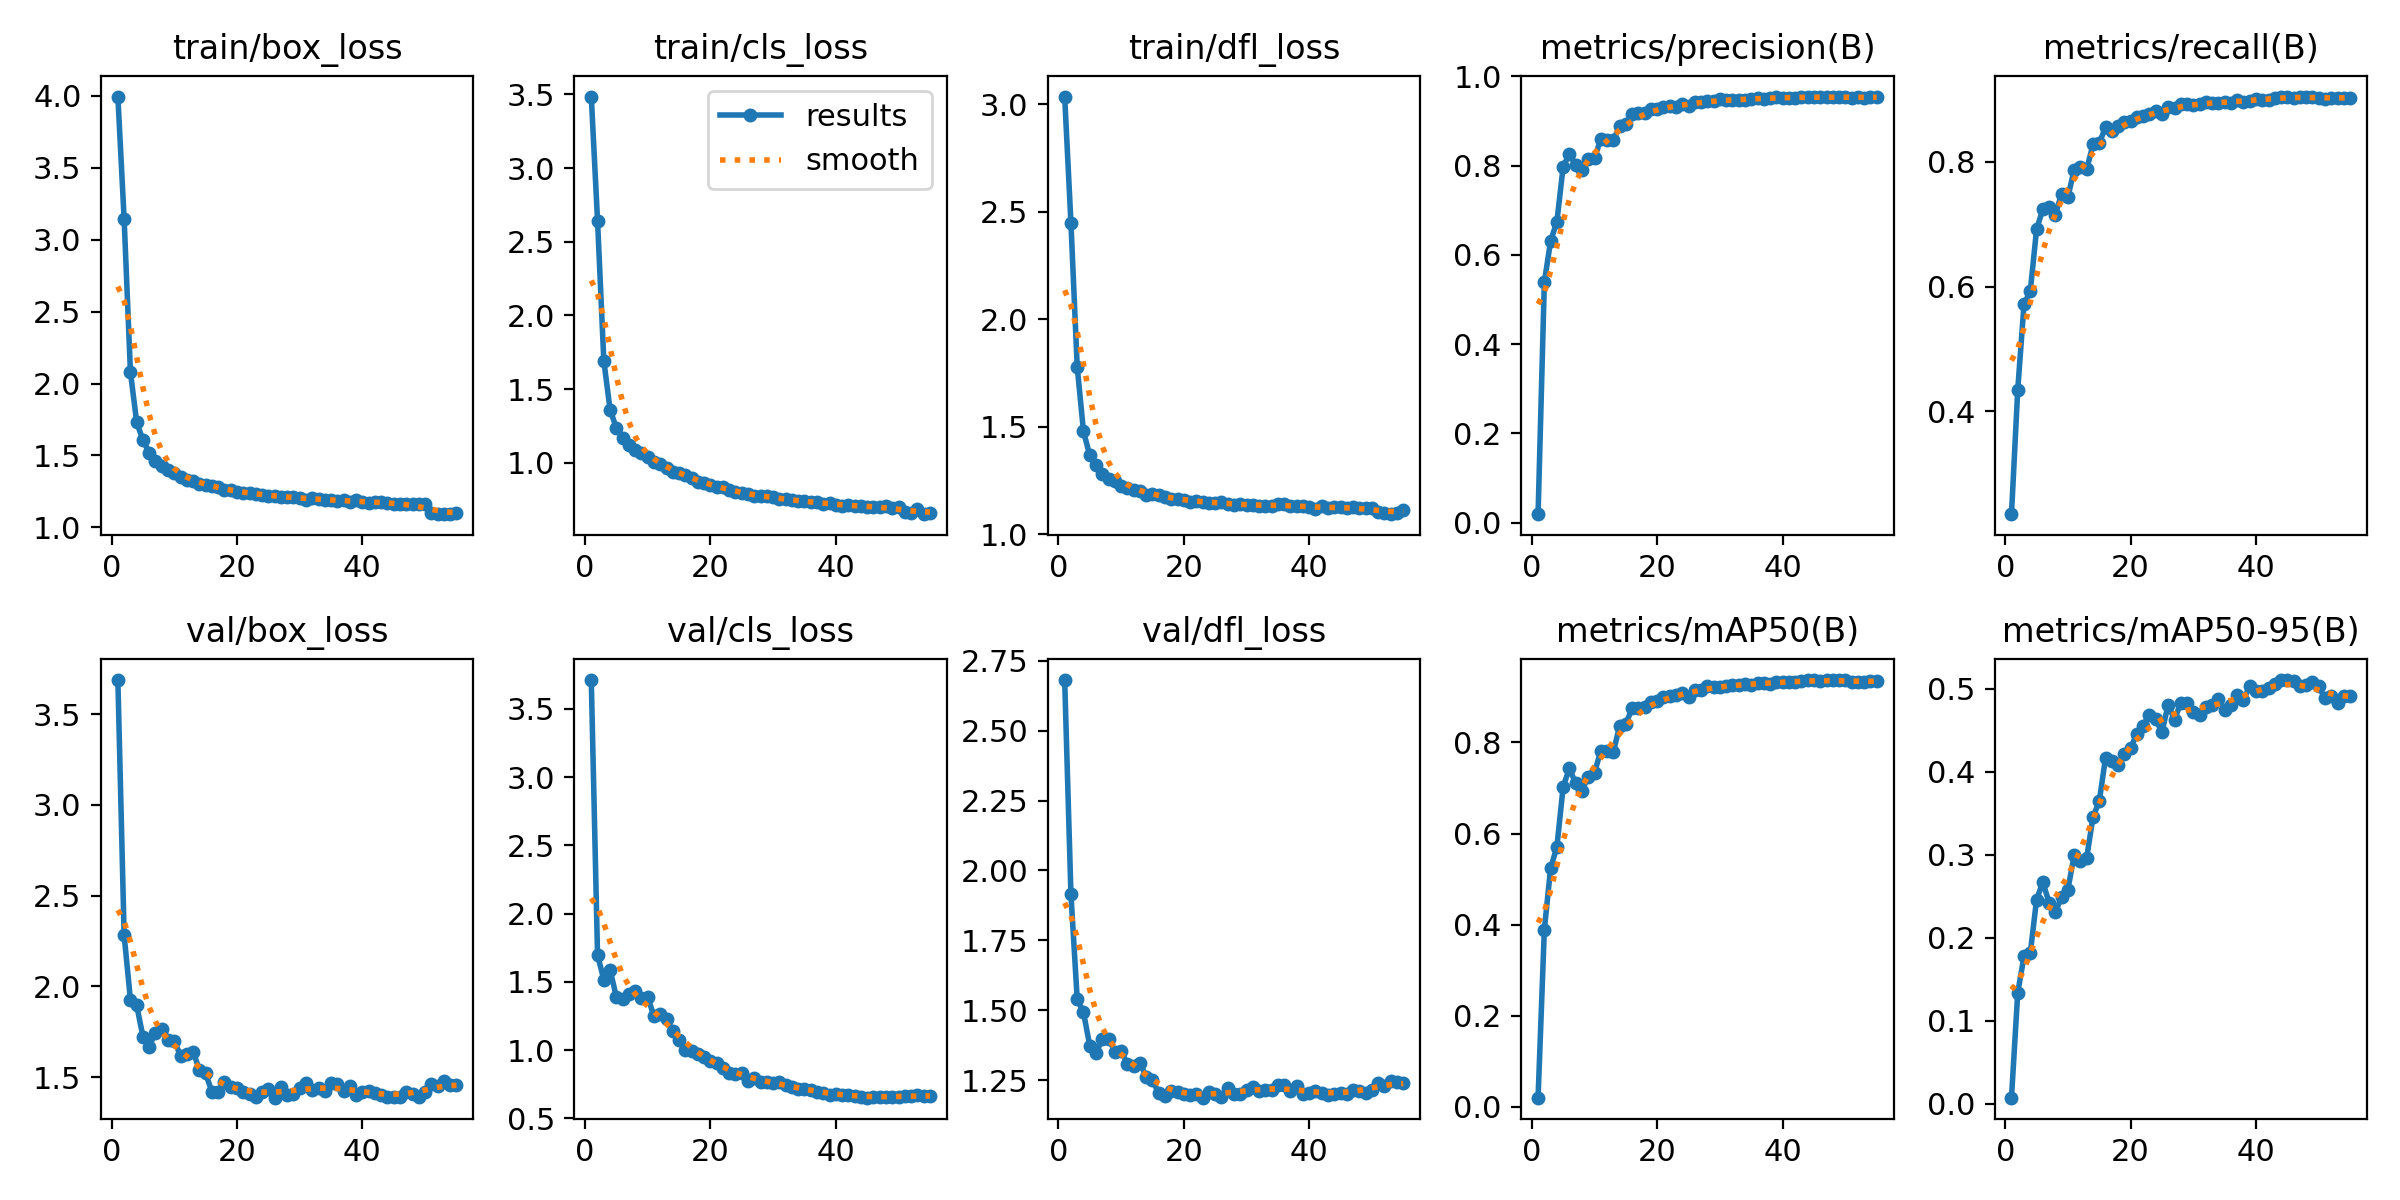 train/box_loss
4.0
3.5
3.0
2.5
2.0
1.5
1.0
0 20 40
train/cls_loss
results
smooth
3.5
3.0
2.5
2.0
1.5
1.0
0 20 40
train/dfl_loss
3.0
2.5
2.0
1.5
1.0
0 20 40
metrics/precision(B)
1.0
0.8
0.6
0.4
0.2
0.0
0 20 40
metrics/recall(B)
0.8
0.6
0.4
0 20 40
val/box_loss
3.5
3.0
2.5
2.0
1.5
0 20 40
val/cls_loss
3.5
3.0
2.5
2.0
1.5
1.0
0.5
0 20 40
val/dfl_loss
2.75
2.50
2.25
2.00
1.75
1.50
1.25
0 20 40
metrics/mAP50(B)
0.8
0.6
0.4
0.2
0.0
0 20 40
metrics/mAP50-95(B)
0.5
0.4
0.3
0.2
0.1
0.0
0 20 40